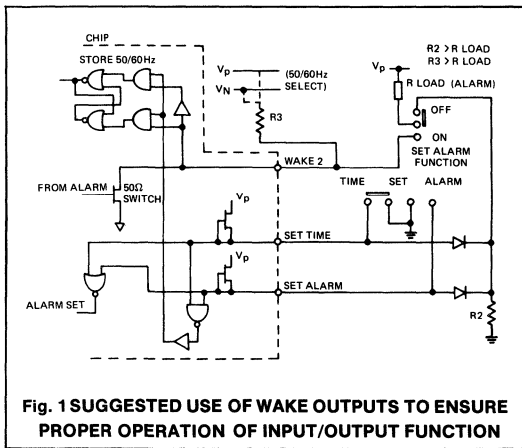 CHIP
STORE 50/60Hz
Vp
(50/60Hz
SELECT)
VN
R3
R2 > R LOAD
R3 > R LOAD
Vp
R LOAD (ALARM)
OFF
ON
SET ALARM
FUNCTION
WAKE 2
FROM ALARM
50Ω
SWITCH
TIME SET ALARM
Vp
SET TIME
Vp
SET ALARM
ALARM SET
R2
Fig. 1 SUGGESTED USE OF WAKE OUTPUTS TO ENSURE
PROPER OPERATION OF INPUT/OUTPUT FUNCTION